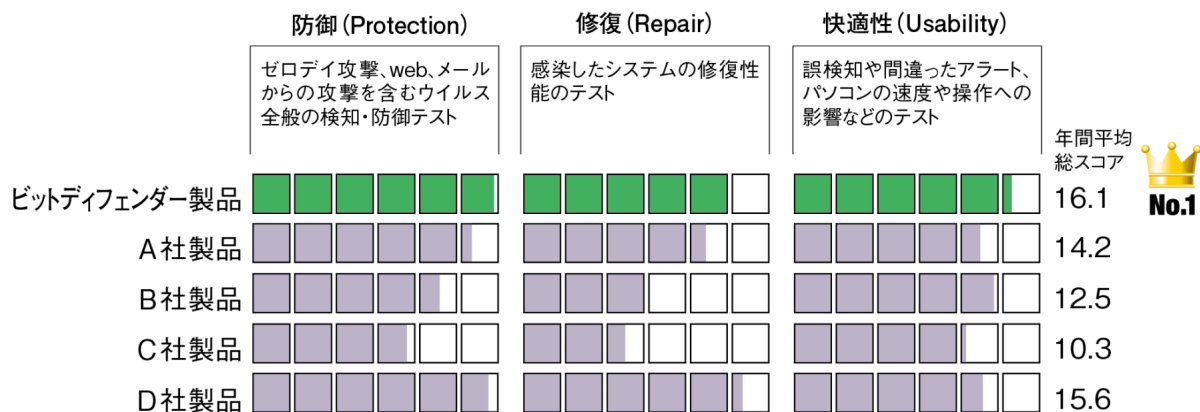 防御(Protection)
ゼロデイ攻撃、web、メール
からの攻撃を含むウイルス
全般の検知・防御テスト
修復(Repair)
感染したシステムの修復性
能のテスト
快適性(Usability)
誤検知や間違ったアラート、
パソコンの速度や操作への
影響などのテスト
年間平均
総スコア
ビットディフェンダー製品
16.1
No.1
A社製品
14.2
B社製品
12.5
C社製品
10.3
D社製品
15.6